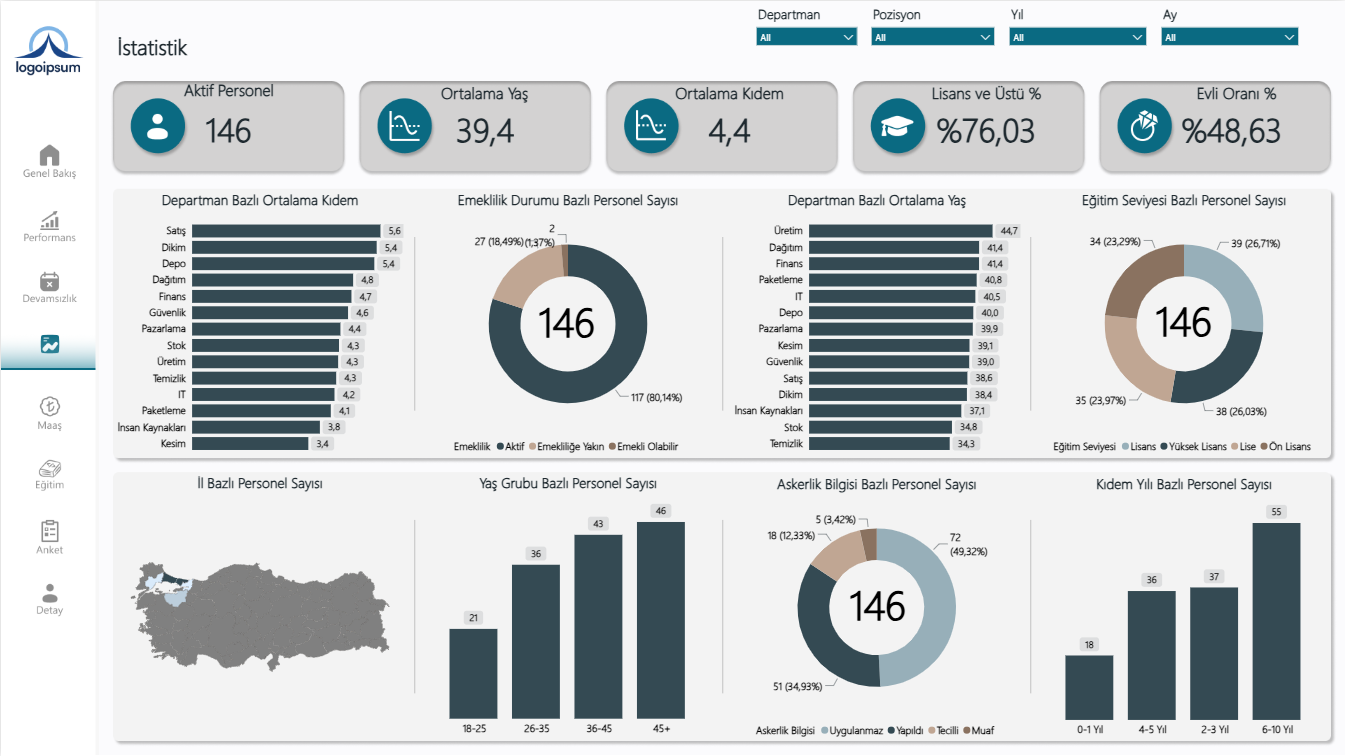 logoipsum
İstatistik
Departman
All
Pozisyon
All
Yıl
All
Ay
All
Genel Bakış
Performans
Devamsızlık
Maaş
Eğitim
Anket
Detay
Aktif Personel
146
Ortalama Yaş
39,4
Ortalama Kıdem
4,4
Lisans ve Üstü %
%76,03
Evli Oranı %
%48,63
Departman Bazlı Ortalama Kıdem
Satış 5,6
Dikim 5,4
Depo 5,4
Dağıtım 4,8
Finans 4,7
Güvenlik 4,6
Pazarlama 4,4
Stok 4,3
Üretim 4,3
Temizlik 4,3
IT 4,2
Paketleme 4,1
İnsan Kaynakları 3,8
Kesim 3,4
Emeklilik Durumu Bazlı Personel Sayısı
2
(1,37%)
27 (18,49%)
146
117 (80,14%)
Emeklilik Aktif Emekliliğe Yakın Emekli Olabilir
Departman Bazlı Ortalama Yaş
Üretim 44,7
Dağıtım 41,4
Finans 41,4
Paketleme 40,8
IT 40,5
Depo 40,0
Pazarlama 39,9
Kesim 39,1
Güvenlik 39,0
Satış 38,6
Dikim 38,4
İnsan Kaynakları 37,1
Stok 34,8
Temizlik 34,3
Eğitim Seviyesi Bazlı Personel Sayısı
34 (23,29%)
39 (26,71%)
146
35 (23,97%)
38 (26,03%)
Eğitim Seviyesi Lisans Yüksek Lisans Lise Ön Lisans
İl Bazlı Personel Sayısı
Yaş Grubu Bazlı Personel Sayısı
21
36
43
46
18-25
26-35
36-45
45+
Askerlik Bilgisi Bazlı Personel Sayısı
5 (3,42%)
18 (12,33%)
72
(49,32%)
146
51 (34,93%)
Askerlik Bilgisi Uygulanmaz Yapıldı Tecilli Muaf
Kıdem Yılı Bazlı Personel Sayısı
18
36
37
55
0-1 Yıl
4-5 Yıl
2-3 Yıl
6-10 Yıl